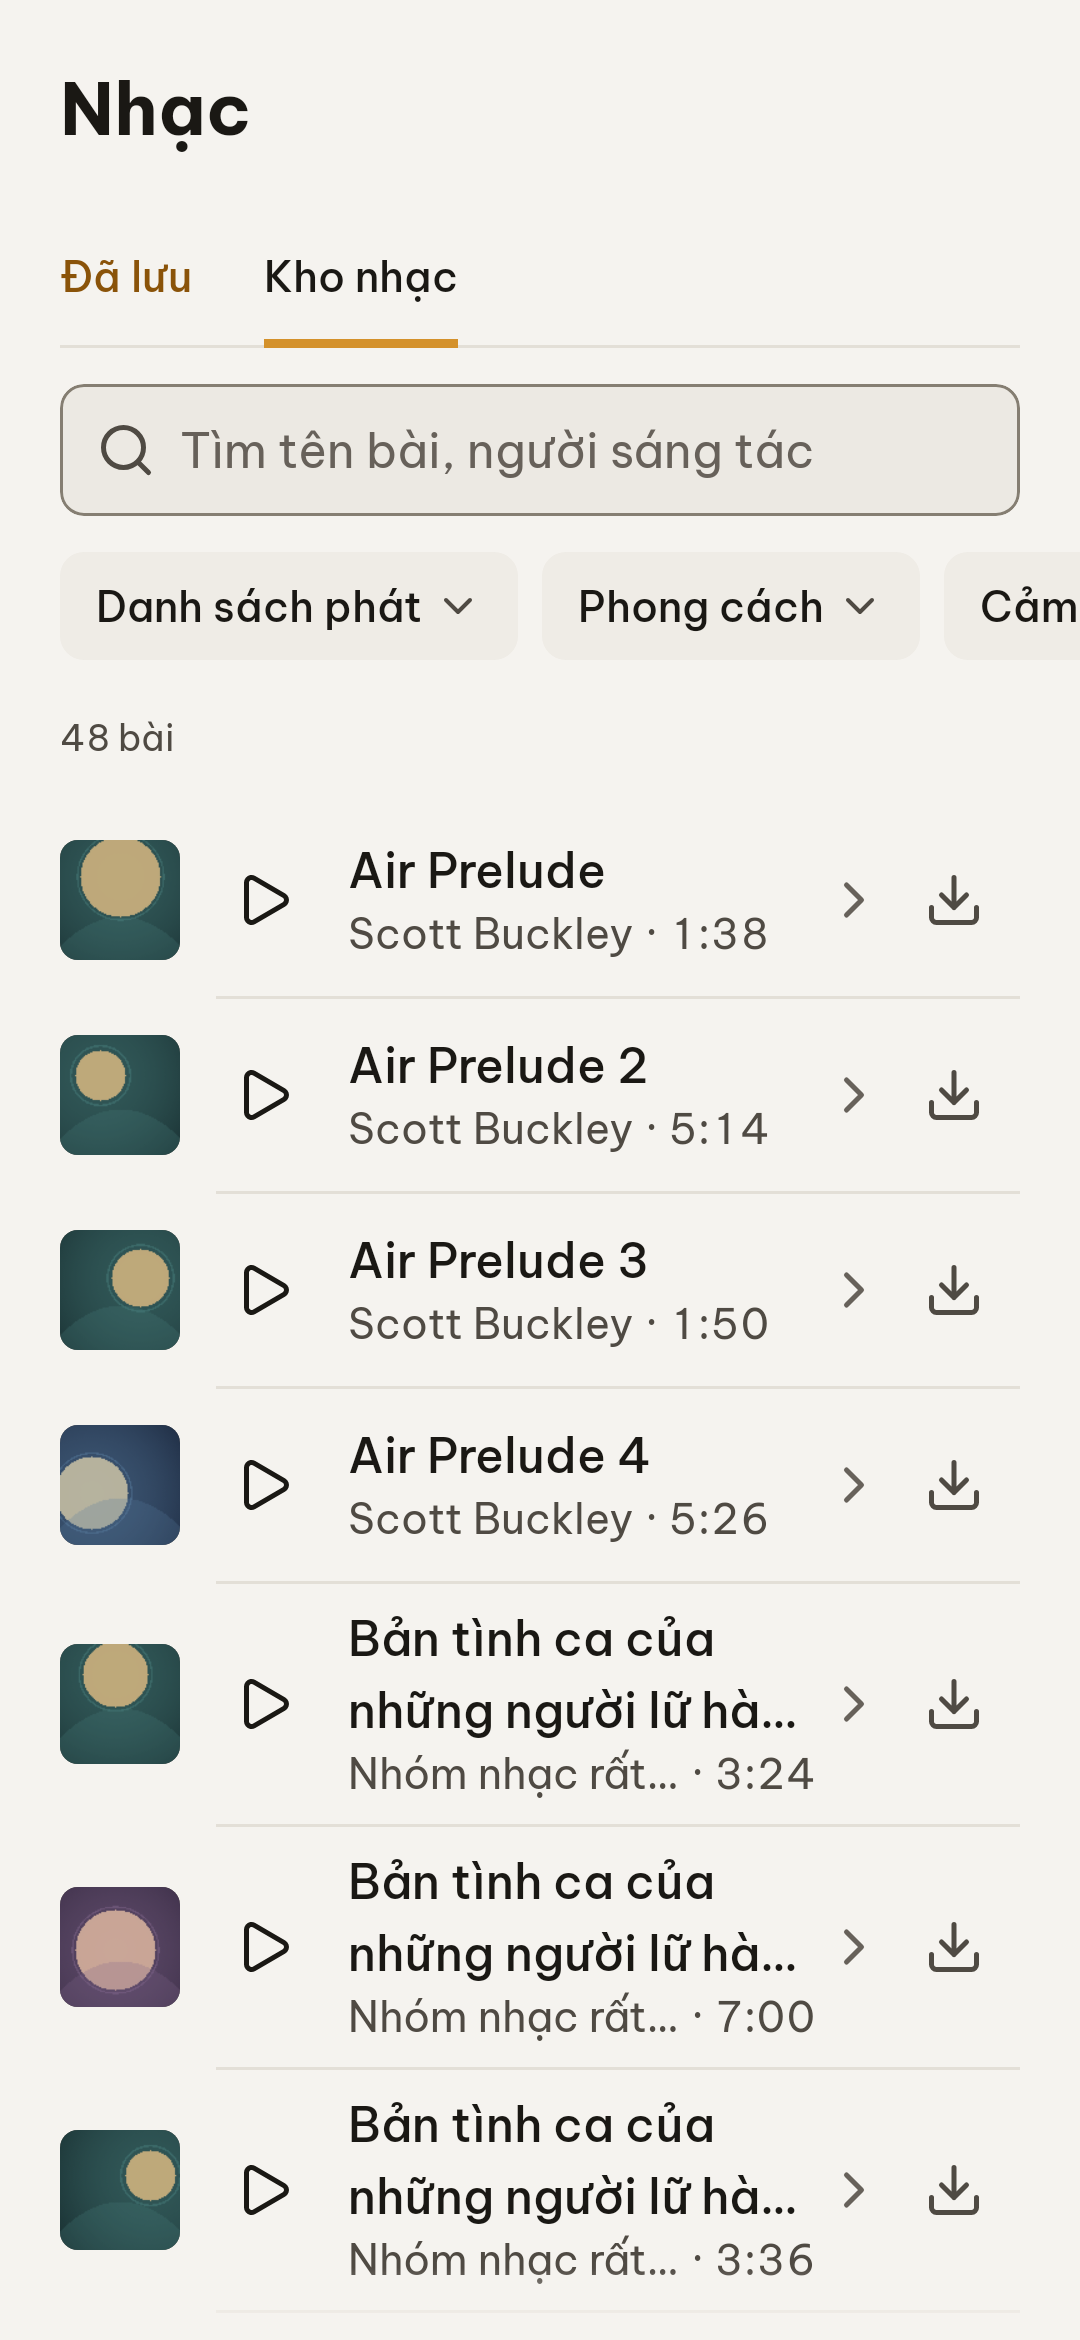 Nhạc
Đã lưu
Kho nhạc
Tìm tên bài, người sáng tác
Danh sách phát
Phong cách
Cảm
48 bài
Air Prelude
Scott Buckley · 1:38
Air Prelude 2
Scott Buckley · 5:14
Air Prelude 3
Scott Buckley · 1:50
Air Prelude 4
Scott Buckley · 5:26
Bản tình ca của
những người lữ hà...
Nhóm nhạc rất... · 3:24
Bản tình ca của
những người lữ hà...
Nhóm nhạc rất... · 7:00
Bản tình ca của
những người lữ hà...
Nhóm nhạc rất... · 3:36